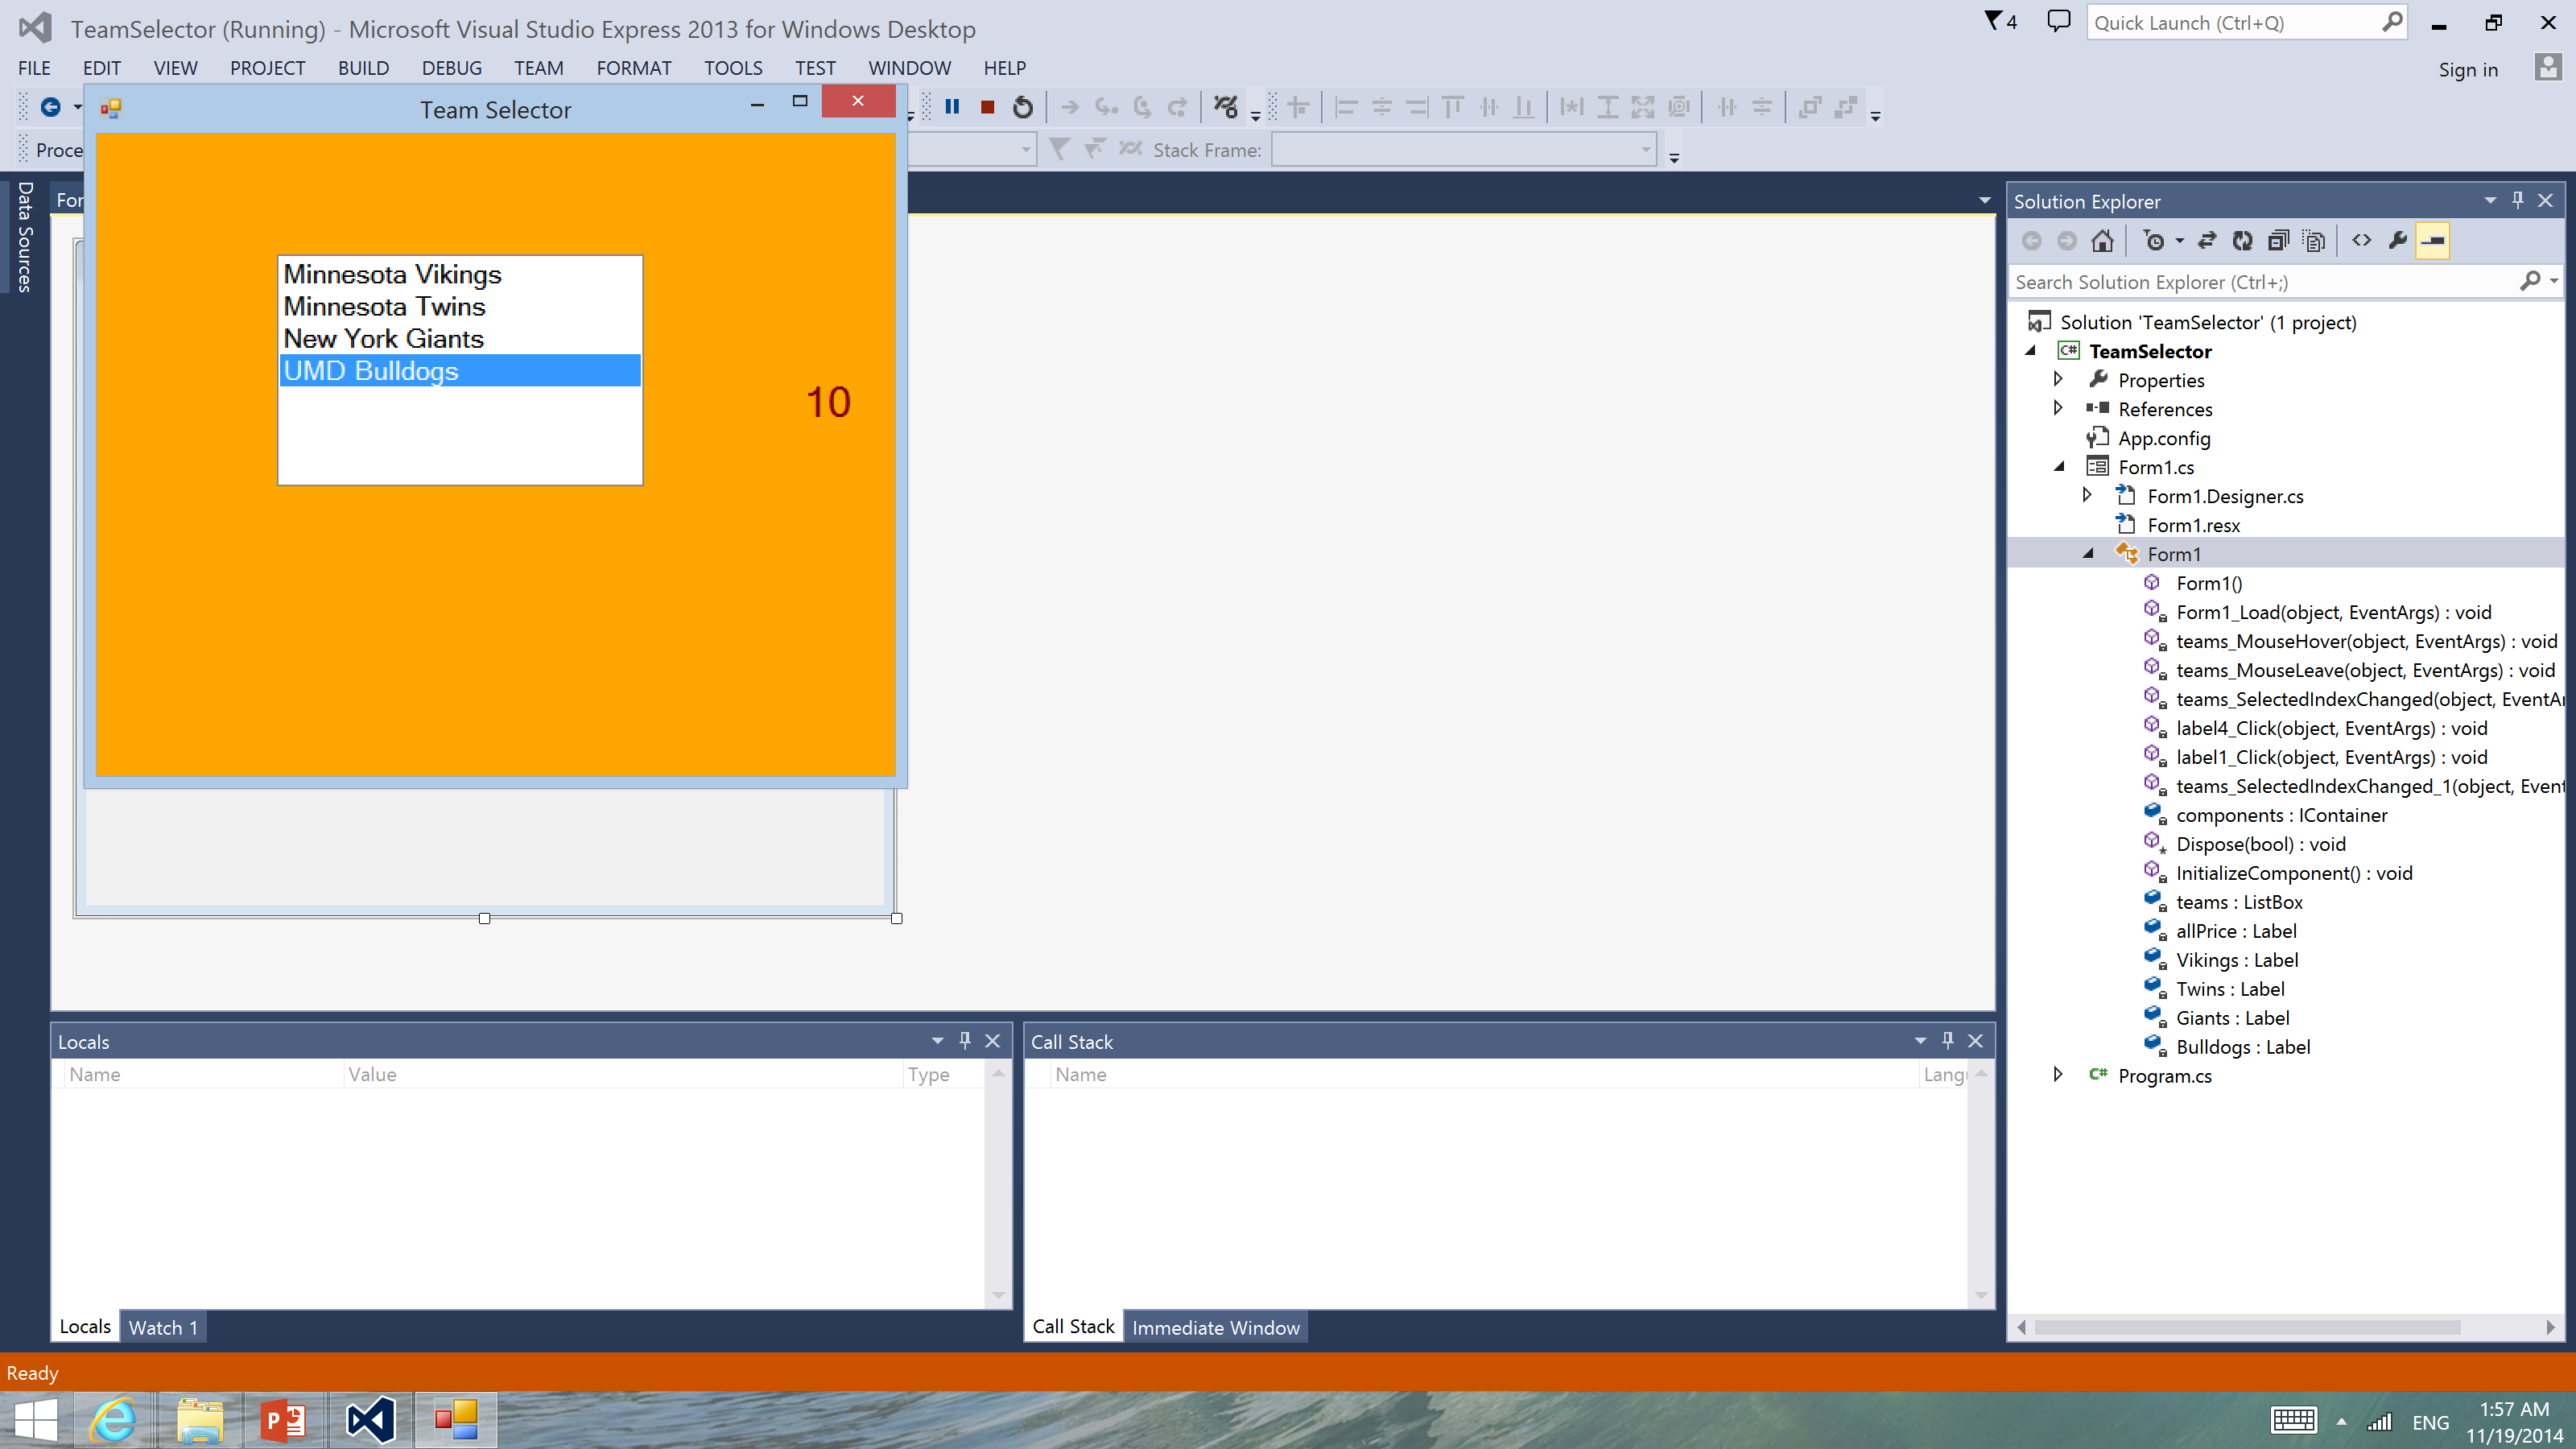 TeamSelector (Running) - Microsoft Visual Studio Express 2013 for Windows Desktop
4
Quick Launch (Ctrl+Q)
FILE EDIT VIEW PROJECT BUILD DEBUG TEAM FORMAT TOOLS TEST WINDOW HELP
Sign in
Team Selector
Proce
Stack Frame:
Data Sources
For
Minnesota Vikings
Minnesota Twins
New York Giants
UMD Bulldogs
10
Solution Explorer
Search Solution Explorer (Ctrl+;)
Solution 'TeamSelector' (1 project)
C# TeamSelector
Properties
References
App.config
Form1.cs
Form1.Designer.cs
Form1.resx
Form1
Form1()
Form1_Load(object, EventArgs) : void
teams_MouseHover(object, EventArgs) : void
teams_MouseLeave(object, EventArgs) : void
teams_SelectedIndexChanged(object, EventAr
label4_Click(object, EventArgs) : void
label1_Click(object, EventArgs) : void
teams_SelectedIndexChanged_1(object, Event
components : IContainer
Dispose(bool) : void
InitializeComponent() : void
teams : ListBox
allPrice : Label
Vikings : Label
Twins : Label
Giants : Label
Bulldogs : Label
C# Program.cs
Locals
Name Value Type
Locals Watch 1
Call Stack
Name Langu
Call Stack Immediate Window
Ready
ENG
1:57 AM
11/19/2014